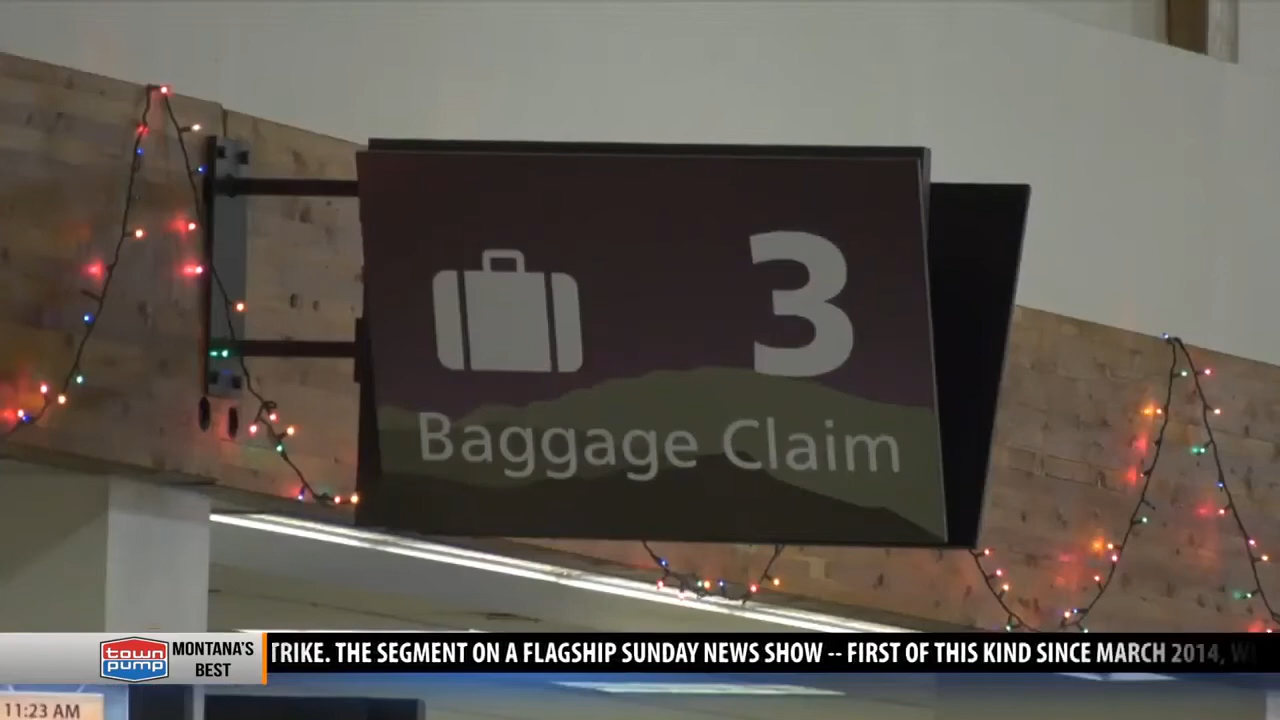 3
Baggage Claim
town
pump
MONTANA'S
BEST
TRIKE. THE SEGMENT ON A FLAGSHIP SUNDAY NEWS SHOW -- FIRST OF THIS KIND SINCE MARCH 2014,
11:23 AM